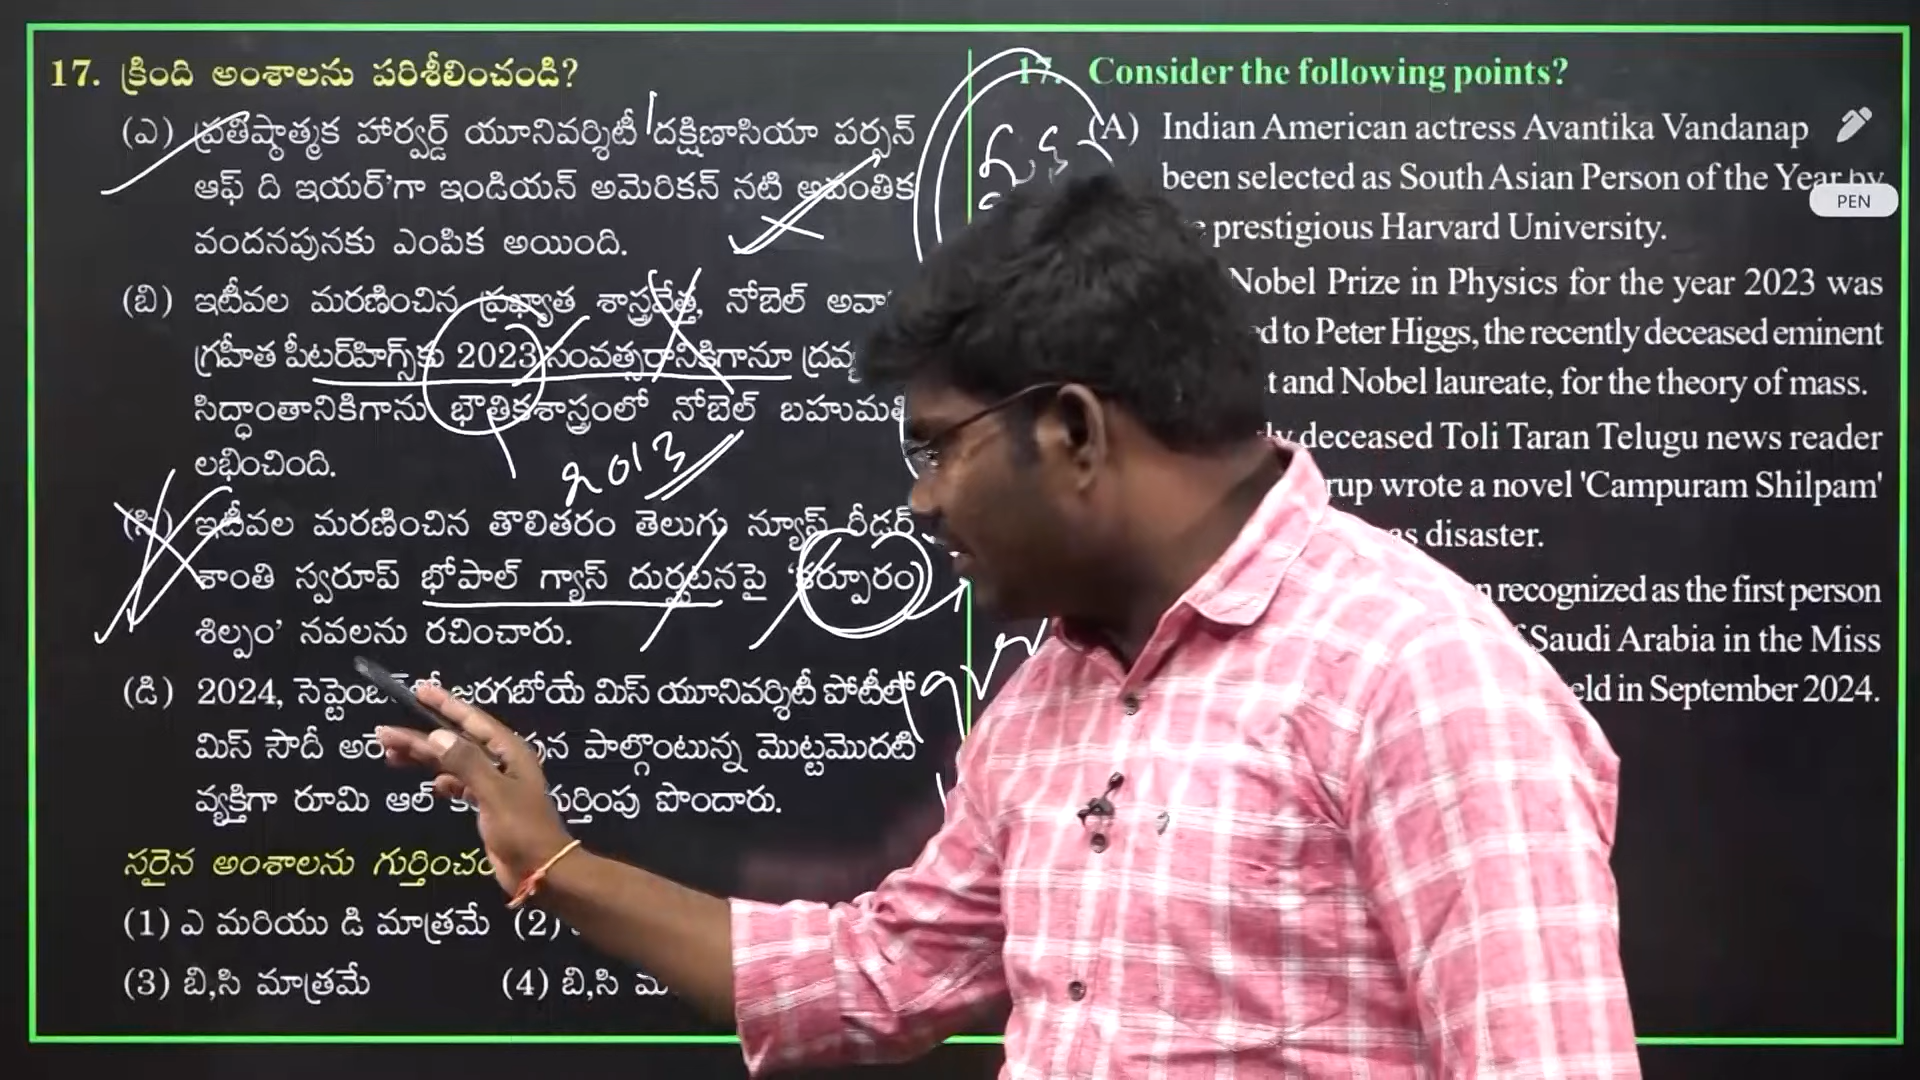 17. క్రింది అంశాలను పరిశీలించండి?
(ఎ) ప్రతిష్ఠాత్మక హార్వర్డ్ యూనివర్శిటీ 'దక్షిణాసియా పర్సన్
ఆఫ్ ది ఇయర్'గా ఇండియన్ అమెరికన్ నటి అవంతిక
వందనపునకు ఎంపిక అయింది.
(బి) ఇటీవల మరణించిన ప్రఖ్యాత శాస్త్రవేత్త, నోబెల్
గ్రహీత పీటర్‌హిగ్స్‌కు 2023 సంవత్సరానికిగానూ
సిద్ధాంతానికిగాను భౌతికశాస్త్రంలో నోబెల్
లభించింది.
2013
(సి) ఇటీవల మరణించిన తొలితరం తెలుగు న్యూస్ రీడర్
శాంతి స్వరూప్ భోపాల్ గ్యాస్ దుర్ఘటనపై 'కర్పూరం
శిల్పం' నవలను రచించారు.
(డి) 2024, జరగబోయే మిస్ యూనివర్శిటీ పోటీల్లో
మిస్ సౌదీ పాల్గొంటున్న మొట్టమొదటి
వ్యక్తిగా రూమి ఆల్ పొందారు.
సరైన అంశాలను
(1) ఎ మరియు డి మాత్రమే (2)
(3) బి,సి మాత్రమే (4) బి,సి
17. Consider the following points?
(A) Indian American actress Avantika Vandanap
been selected as South Asian Person of the Year by
prestigious Harvard University.
Nobel Prize in Physics for the year 2023 was
to Peter Higgs, the recently deceased eminent
and Nobel laureate, for the theory of mass.
deceased Toli Taran Telugu news reader
wrote a novel 'Campuram Shilpam'
disaster.
recognized as the first person
Saudi Arabia in the Miss
in September 2024.
PEN